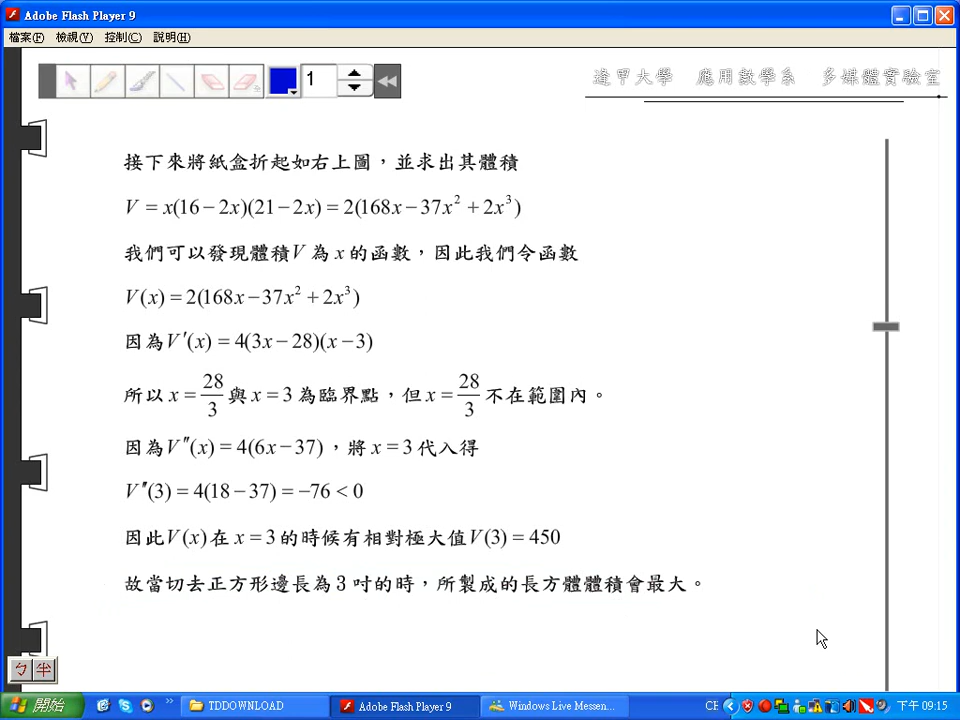 Adobe Flash Player 9
檔案(F) 檢視(V) 控制(C) 說明(H)
1
逢甲大學 應用數學系 多媒體實驗室
接下來將紙盒折起如右上圖，並求出其體積
V = x(16 − 2x)(21 − 2x) = 2(168x − 37x² + 2x³)
我們可以發現體積V 為 x 的函數，因此我們令函數
V(x) = 2(168x − 37x² + 2x³)
因為V′(x) = 4(3x − 28)(x − 3)
所以 x = 28/3 與 x = 3 為臨界點，但 x = 28/3 不在範圍內。
因為V″(x) = 4(6x − 37)，將 x = 3 代入得
V″(3) = 4(18 − 37) = −76 < 0
因此V(x)在 x = 3 的時候有相對極大值V(3) = 450
故當切去正方形邊長為 3 吋的時，所製成的長方體體積會最大。
ㄅ 半
開始 TDDOWNLOAD Adobe Flash Player 9 Windows Live Messen... CH 下午 09:15